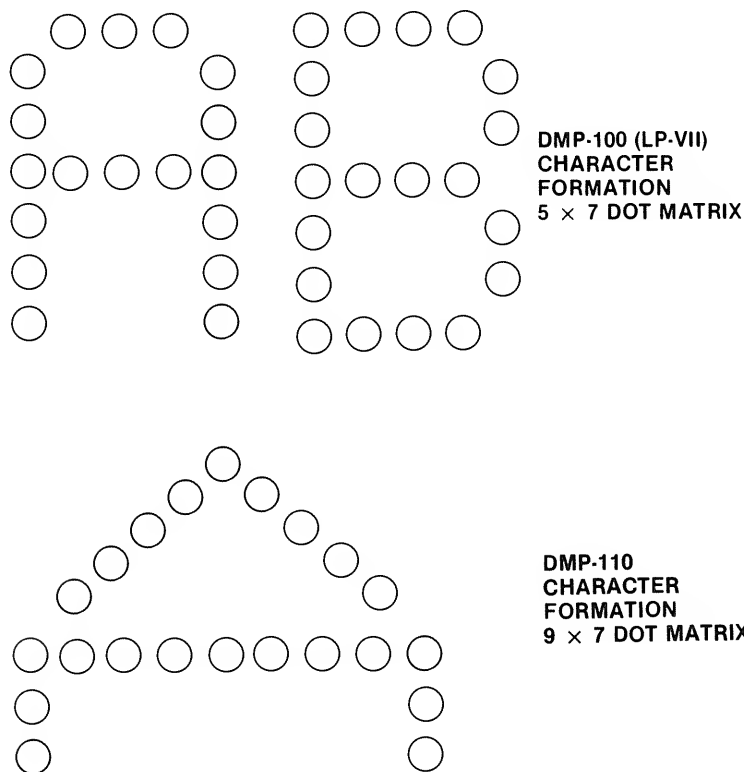 DMP-100 (LP-VII)
CHARACTER
FORMATION
5 × 7 DOT MATRIX
DMP-110
CHARACTER
FORMATION
9 × 7 DOT MATRIX